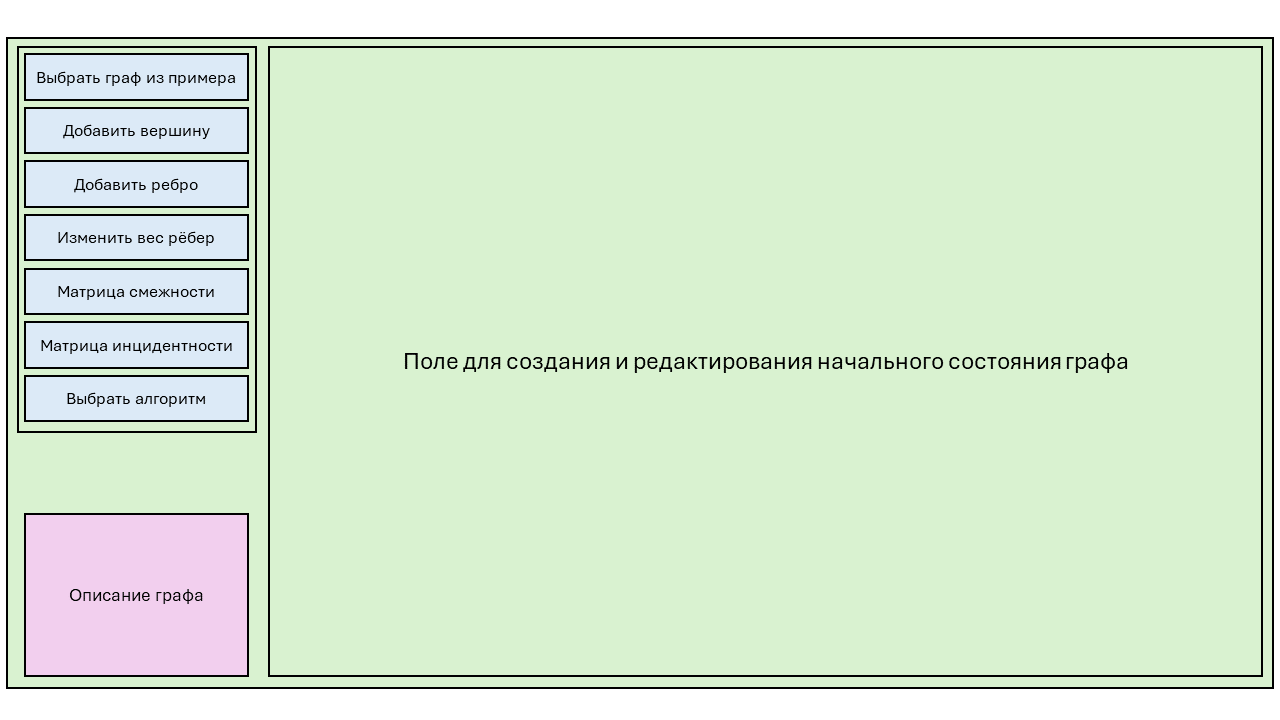 Выбрать граф из примера
Добавить вершину
Добавить ребро
Изменить вес рёбер
Матрица смежности
Матрица инцидентности
Выбрать алгоритм
Описание графа
Поле для создания и редактирования начального состояния графа